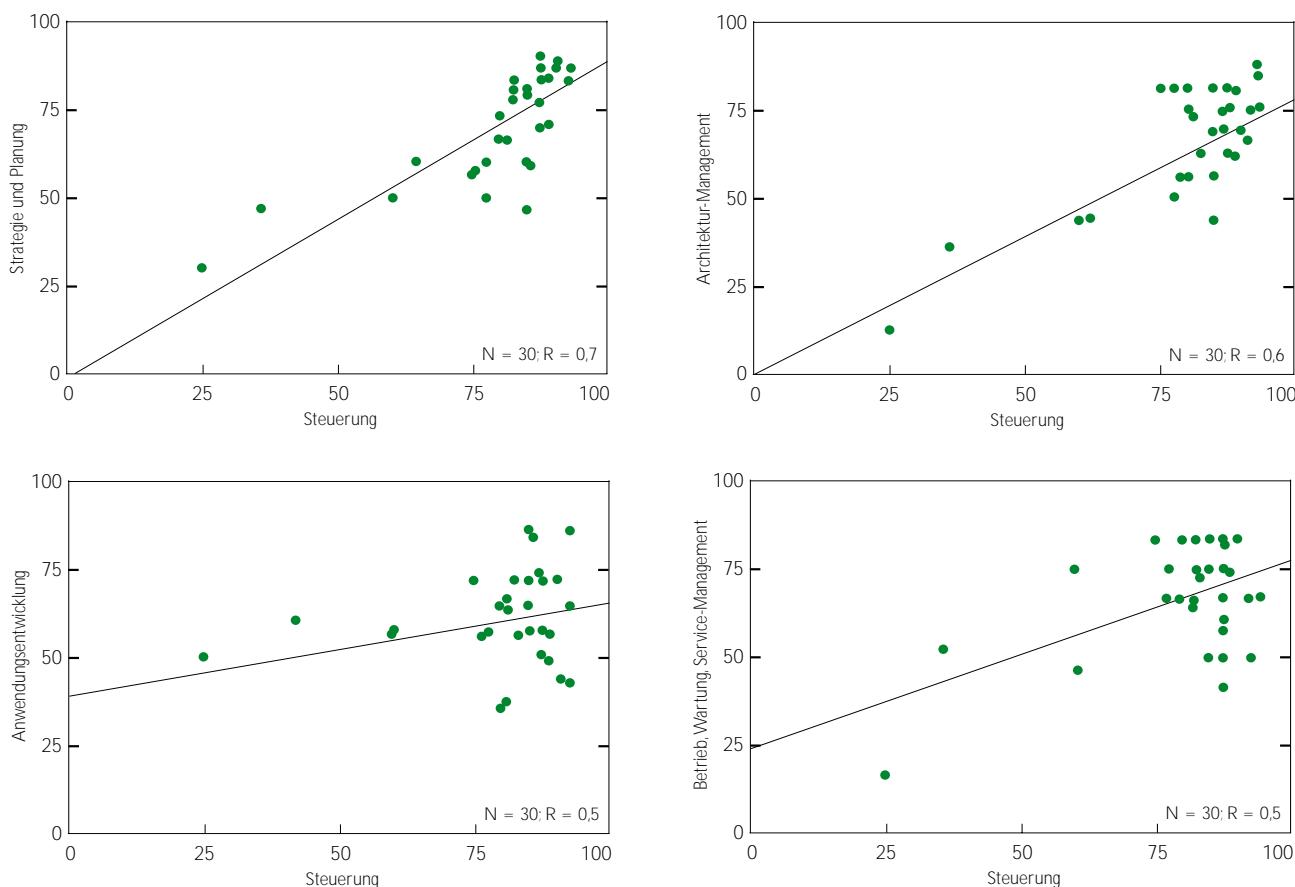 100
75
50
25
0
Strategie und Planung
N = 30; R = 0,7
0 25 50 75 100
Steuerung
100
75
50
25
0
Architektur-Management
N = 30; R = 0,6
0 25 50 75 100
Steuerung
100
75
50
25
0
Anwendungsentwicklung
N = 30; R = 0,5
0 25 50 75 100
Steuerung
100
75
50
25
0
Betrieb, Wartung, Service-Management
N = 30; R = 0,5
0 25 50 75 100
Steuerung